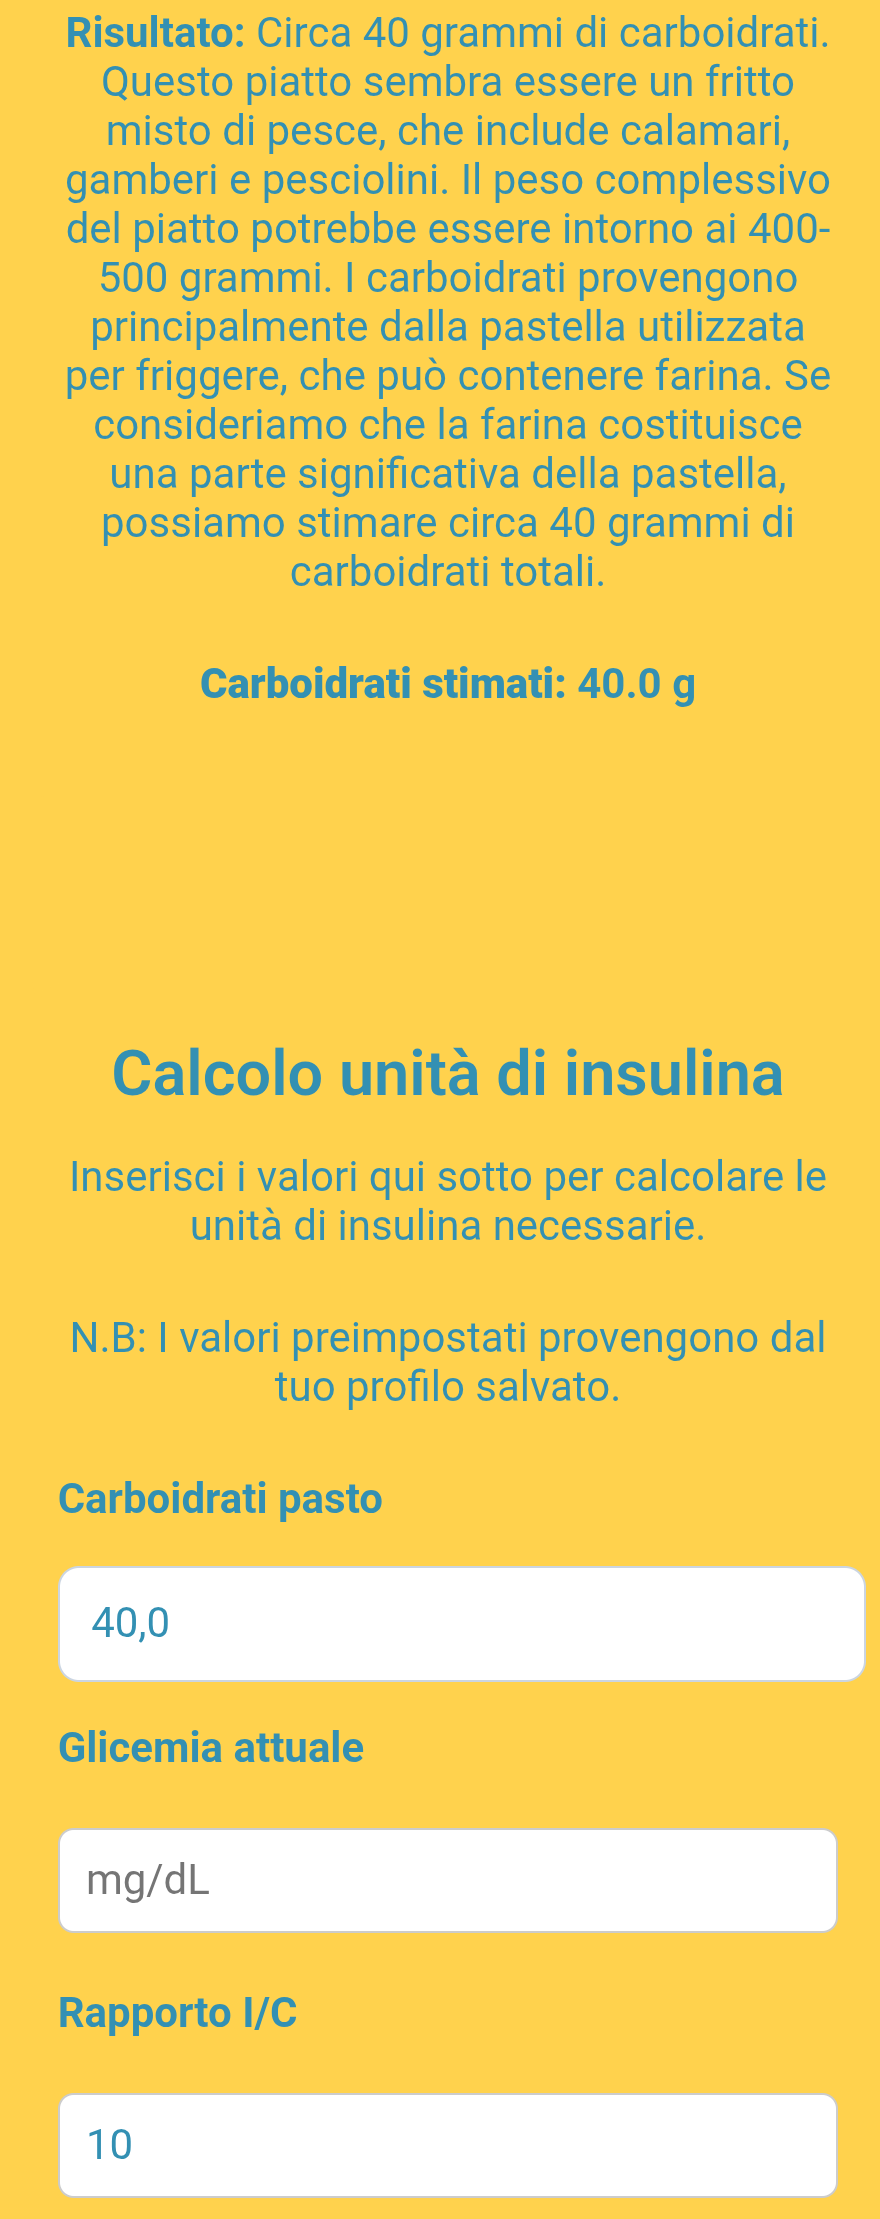 Risultato: Circa 40 grammi di carboidrati.
Questo piatto sembra essere un fritto
misto di pesce, che include calamari,
gamberi e pesciolini. Il peso complessivo
del piatto potrebbe essere intorno ai 400-
500 grammi. I carboidrati provengono
principalmente dalla pastella utilizzata
per friggere, che può contenere farina. Se
consideriamo che la farina costituisce
una parte significativa della pastella,
possiamo stimare circa 40 grammi di
carboidrati totali.
Carboidrati stimati: 40.0 g
Calcolo unità di insulina
Inserisci i valori qui sotto per calcolare le
unità di insulina necessarie.
N.B: I valori preimpostati provengono dal
tuo profilo salvato.
Carboidrati pasto
40,0
Glicemia attuale
mg/dL
Rapporto I/C
10